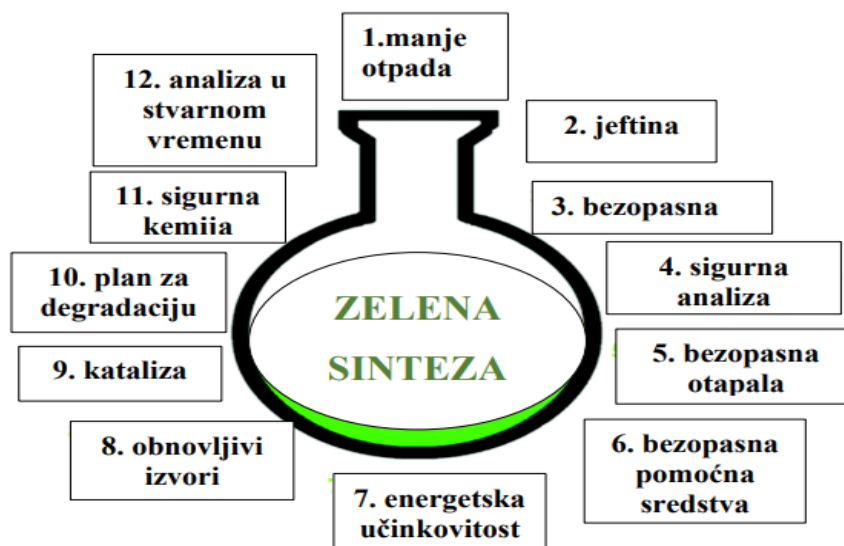 1.manje
otpada
2. jeftina
3. bezopasna
4. sigurna
analiza
5. bezopasna
otapala
6. bezopasna
pomoćna
sredstva
7. energetska
učinkovitost
8. obnovljivi
izvori
9. kataliza
10. plan za
degradaciju
11. sigurna
kemija
12. analiza u
stvarnom
vremenu
ZELENA
SINTEZA